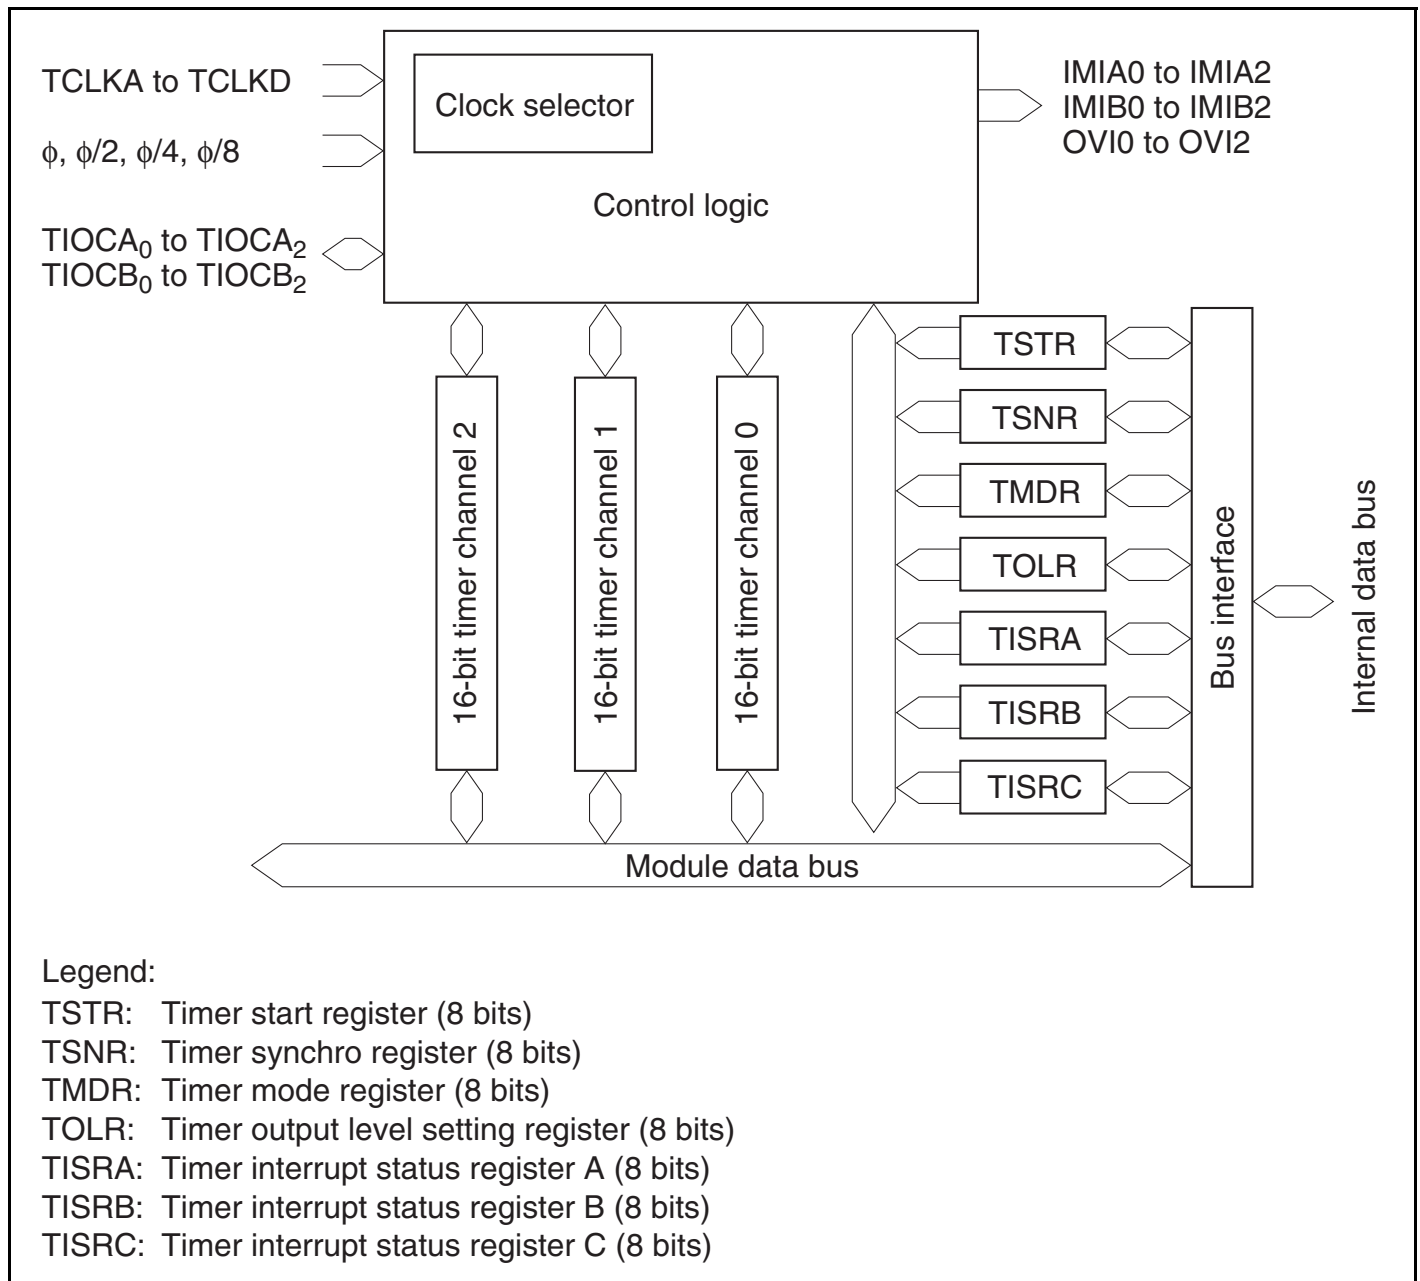 TCLKA to TCLKD
ϕ, ϕ/2, ϕ/4, ϕ/8
TIOCA0 to TIOCA2
TIOCB0 to TIOCB2
Clock selector
Control logic
IMIA0 to IMIA2
IMIB0 to IMIB2
OVI0 to OVI2
16-bit timer channel 2
16-bit timer channel 1
16-bit timer channel 0
TSTR
TSNR
TMDR
TOLR
TISRA
TISRB
TISRC
Bus interface
Internal data bus
Module data bus
Legend:
TSTR: Timer start register (8 bits)
TSNR: Timer synchro register (8 bits)
TMDR: Timer mode register (8 bits)
TOLR: Timer output level setting register (8 bits)
TISRA: Timer interrupt status register A (8 bits)
TISRB: Timer interrupt status register B (8 bits)
TISRC: Timer interrupt status register C (8 bits)